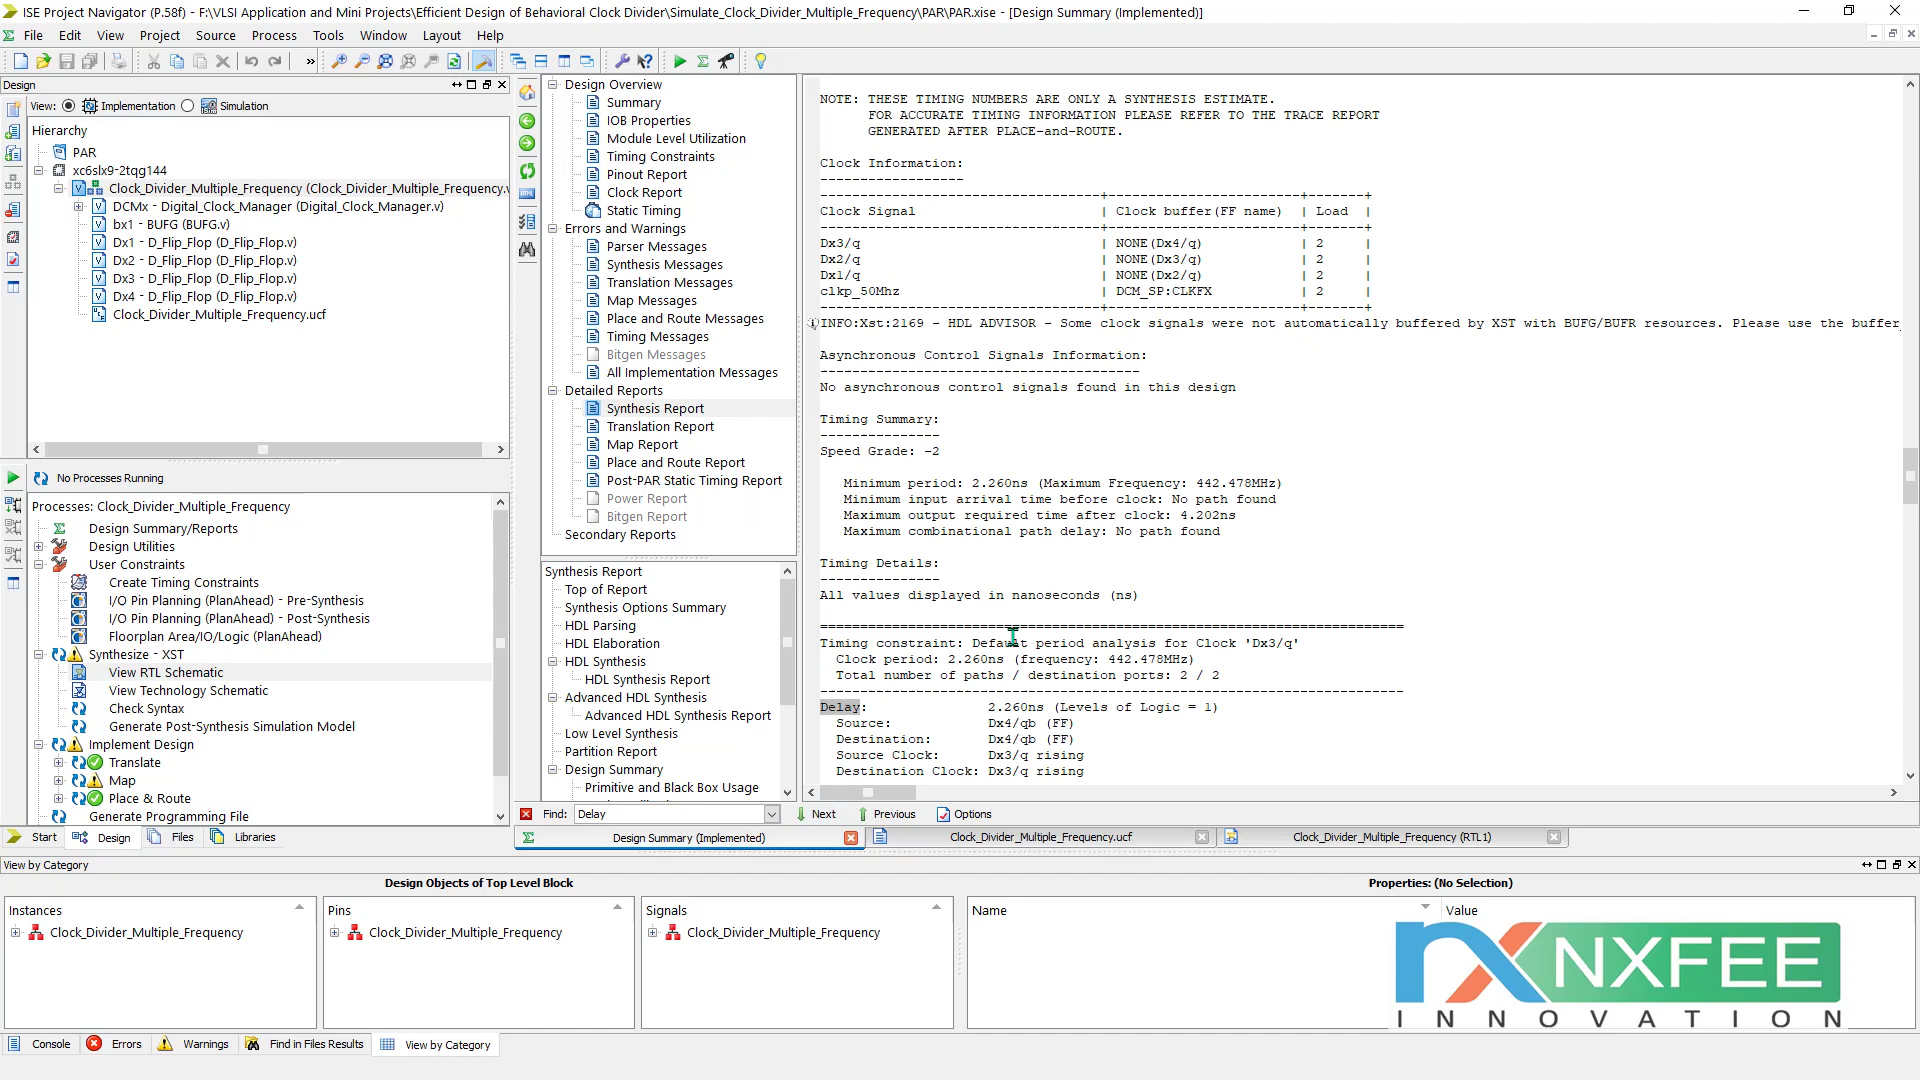 ISE Project Navigator (P.58f) - F:\VLSI Application and Mini Projects\Efficient Design of Behavioral Clock Divider\Simulate_Clock_Divider_Multiple_Frequency\PAR\PAR.xise - [Design Summary (Implemented)]
File Edit View Project Source Process Tools Window Layout Help
Design
View: Implementation Simulation
Hierarchy
PAR
xc6slx9-2tqg144
Clock_Divider_Multiple_Frequency (Clock_Divider_Multiple_Frequency.v
DCMx - Digital_Clock_Manager (Digital_Clock_Manager.v)
bx1 - BUFG (BUFG.v)
Dx1 - D_Flip_Flop (D_Flip_Flop.v)
Dx2 - D_Flip_Flop (D_Flip_Flop.v)
Dx3 - D_Flip_Flop (D_Flip_Flop.v)
Dx4 - D_Flip_Flop (D_Flip_Flop.v)
Clock_Divider_Multiple_Frequency.ucf
No Processes Running
Processes: Clock_Divider_Multiple_Frequency
Design Summary/Reports
Design Utilities
User Constraints
Create Timing Constraints
I/O Pin Planning (PlanAhead) - Pre-Synthesis
I/O Pin Planning (PlanAhead) - Post-Synthesis
Floorplan Area/IO/Logic (PlanAhead)
Synthesize - XST
View RTL Schematic
View Technology Schematic
Check Syntax
Generate Post-Synthesis Simulation Model
Implement Design
Translate
Map
Place & Route
Generate Programming File
Start Design Files Libraries
Design Overview
Summary
IOB Properties
Module Level Utilization
Timing Constraints
Pinout Report
Clock Report
Static Timing
Errors and Warnings
Parser Messages
Synthesis Messages
Translation Messages
Map Messages
Place and Route Messages
Timing Messages
Bitgen Messages
All Implementation Messages
Detailed Reports
Synthesis Report
Translation Report
Map Report
Place and Route Report
Post-PAR Static Timing Report
Power Report
Bitgen Report
Secondary Reports
Synthesis Report
Top of Report
Synthesis Options Summary
HDL Parsing
HDL Elaboration
HDL Synthesis
HDL Synthesis Report
Advanced HDL Synthesis
Advanced HDL Synthesis Report
Low Level Synthesis
Partition Report
Design Summary
Primitive and Black Box Usage
NOTE: THESE TIMING NUMBERS ARE ONLY A SYNTHESIS ESTIMATE.
FOR ACCURATE TIMING INFORMATION PLEASE REFER TO THE TRACE REPORT
GENERATED AFTER PLACE-and-ROUTE.
Clock Information:
------------------
-----------------------------------+------------------------+-------+
Clock Signal | Clock buffer(FF name) | Load |
-----------------------------------+------------------------+-------+
Dx3/q | NONE(Dx4/q) | 2 |
Dx2/q | NONE(Dx3/q) | 2 |
Dx1/q | NONE(Dx2/q) | 2 |
clkp_50Mhz | DCM_SP:CLKFX | 2 |
-----------------------------------+------------------------+-------+
INFO:Xst:2169 - HDL ADVISOR - Some clock signals were not automatically buffered by XST with BUFG/BUFR resources. Please use the buffer_
Asynchronous Control Signals Information:
----------------------------------------
No asynchronous control signals found in this design
Timing Summary:
---------------
Speed Grade: -2
Minimum period: 2.260ns (Maximum Frequency: 442.478MHz)
Minimum input arrival time before clock: No path found
Maximum output required time after clock: 4.202ns
Maximum combinational path delay: No path found
Timing Details:
---------------
All values displayed in nanoseconds (ns)
=========================================================================
Timing constraint: Default period analysis for Clock 'Dx3/q'
Clock period: 2.260ns (frequency: 442.478MHz)
Total number of paths / destination ports: 2 / 2
-------------------------------------------------------------------------
Delay: 2.260ns (Levels of Logic = 1)
Source: Dx4/qb (FF)
Destination: Dx4/qb (FF)
Source Clock: Dx3/q rising
Destination Clock: Dx3/q rising
Find: Delay Next Previous Options
Design Summary (Implemented) Clock_Divider_Multiple_Frequency.ucf Clock_Divider_Multiple_Frequency (RTL1)
View by Category
Design Objects of Top Level Block Properties: (No Selection)
Instances Pins Signals Name Value
Clock_Divider_Multiple_Frequency Clock_Divider_Multiple_Frequency Clock_Divider_Multiple_Frequency
NXFEE
INNOVATION
Console Errors Warnings Find in Files Results View by Category